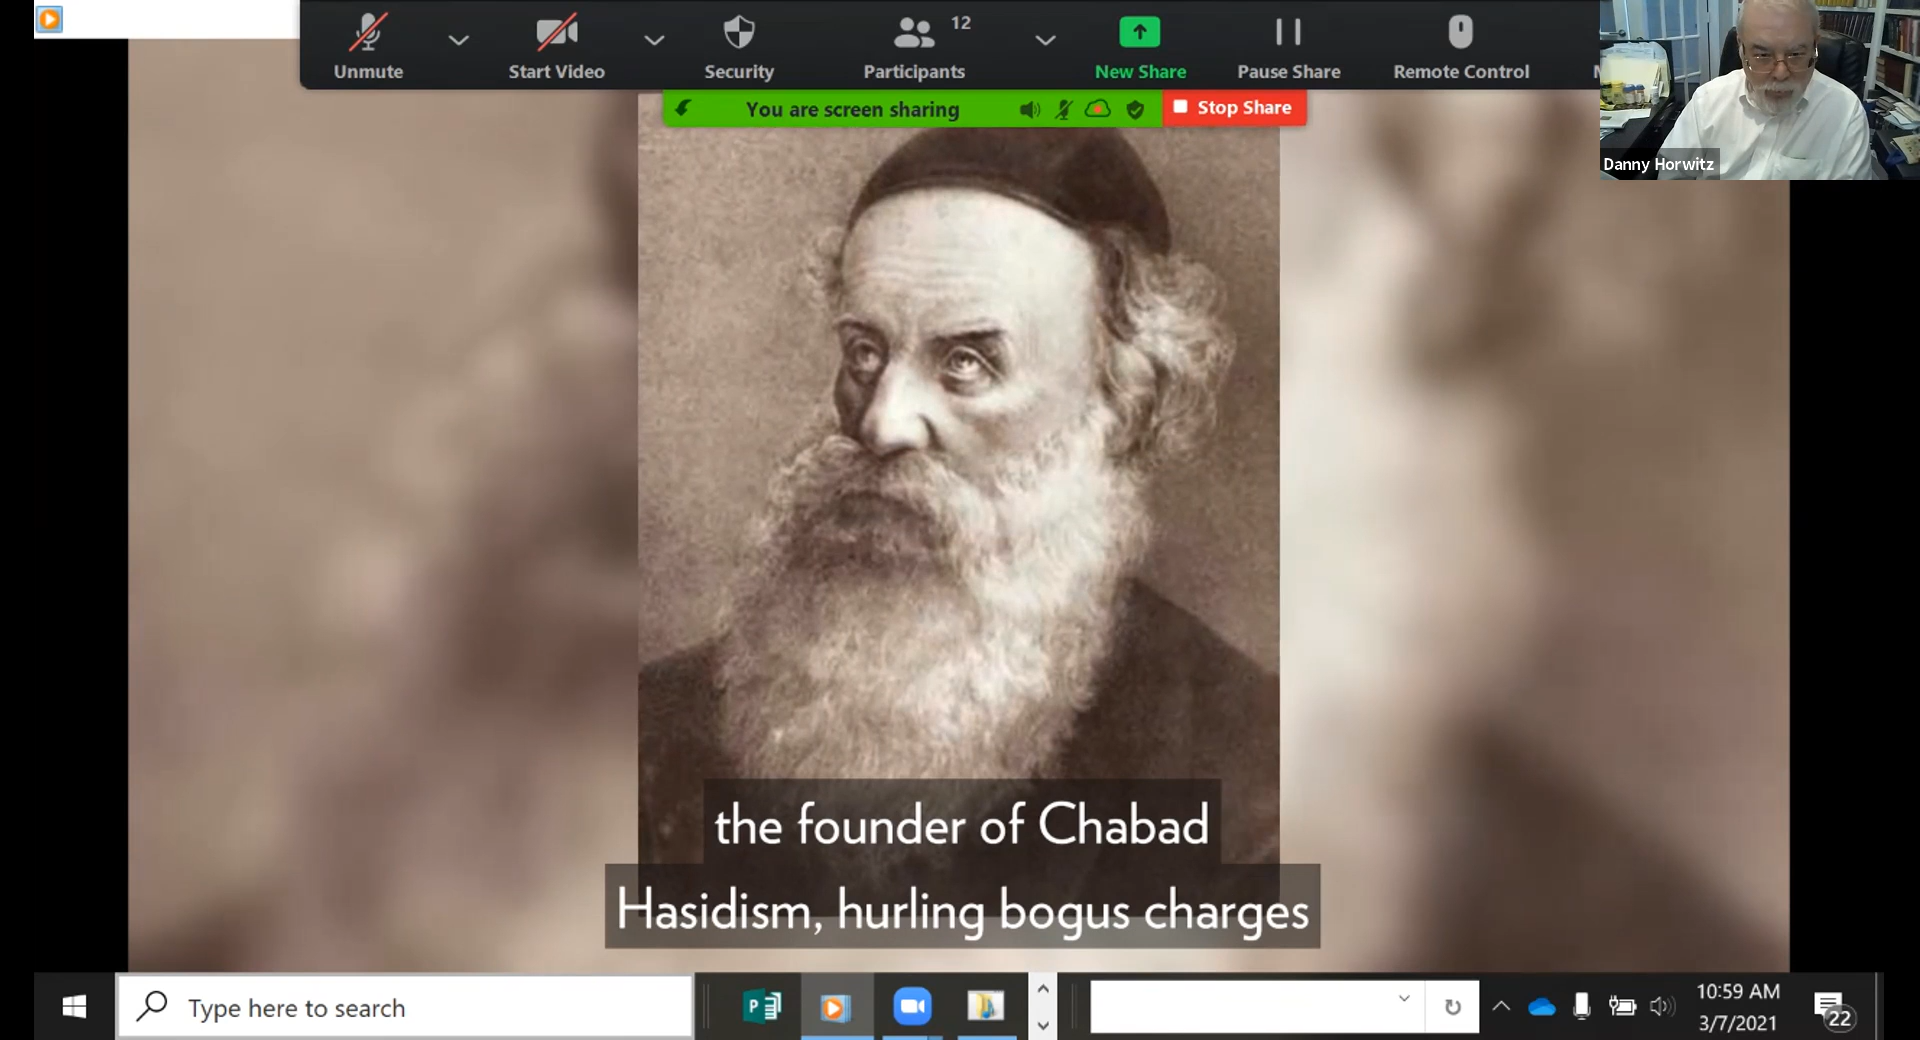 Unmute
Start Video
Security
Participants
12
New Share
Pause Share
Remote Control
You are screen sharing
Stop Share
Danny Horwitz
the founder of Chabad
Hasidism, hurling bogus charges
Type here to search
P
10:59 AM
3/7/2021
22